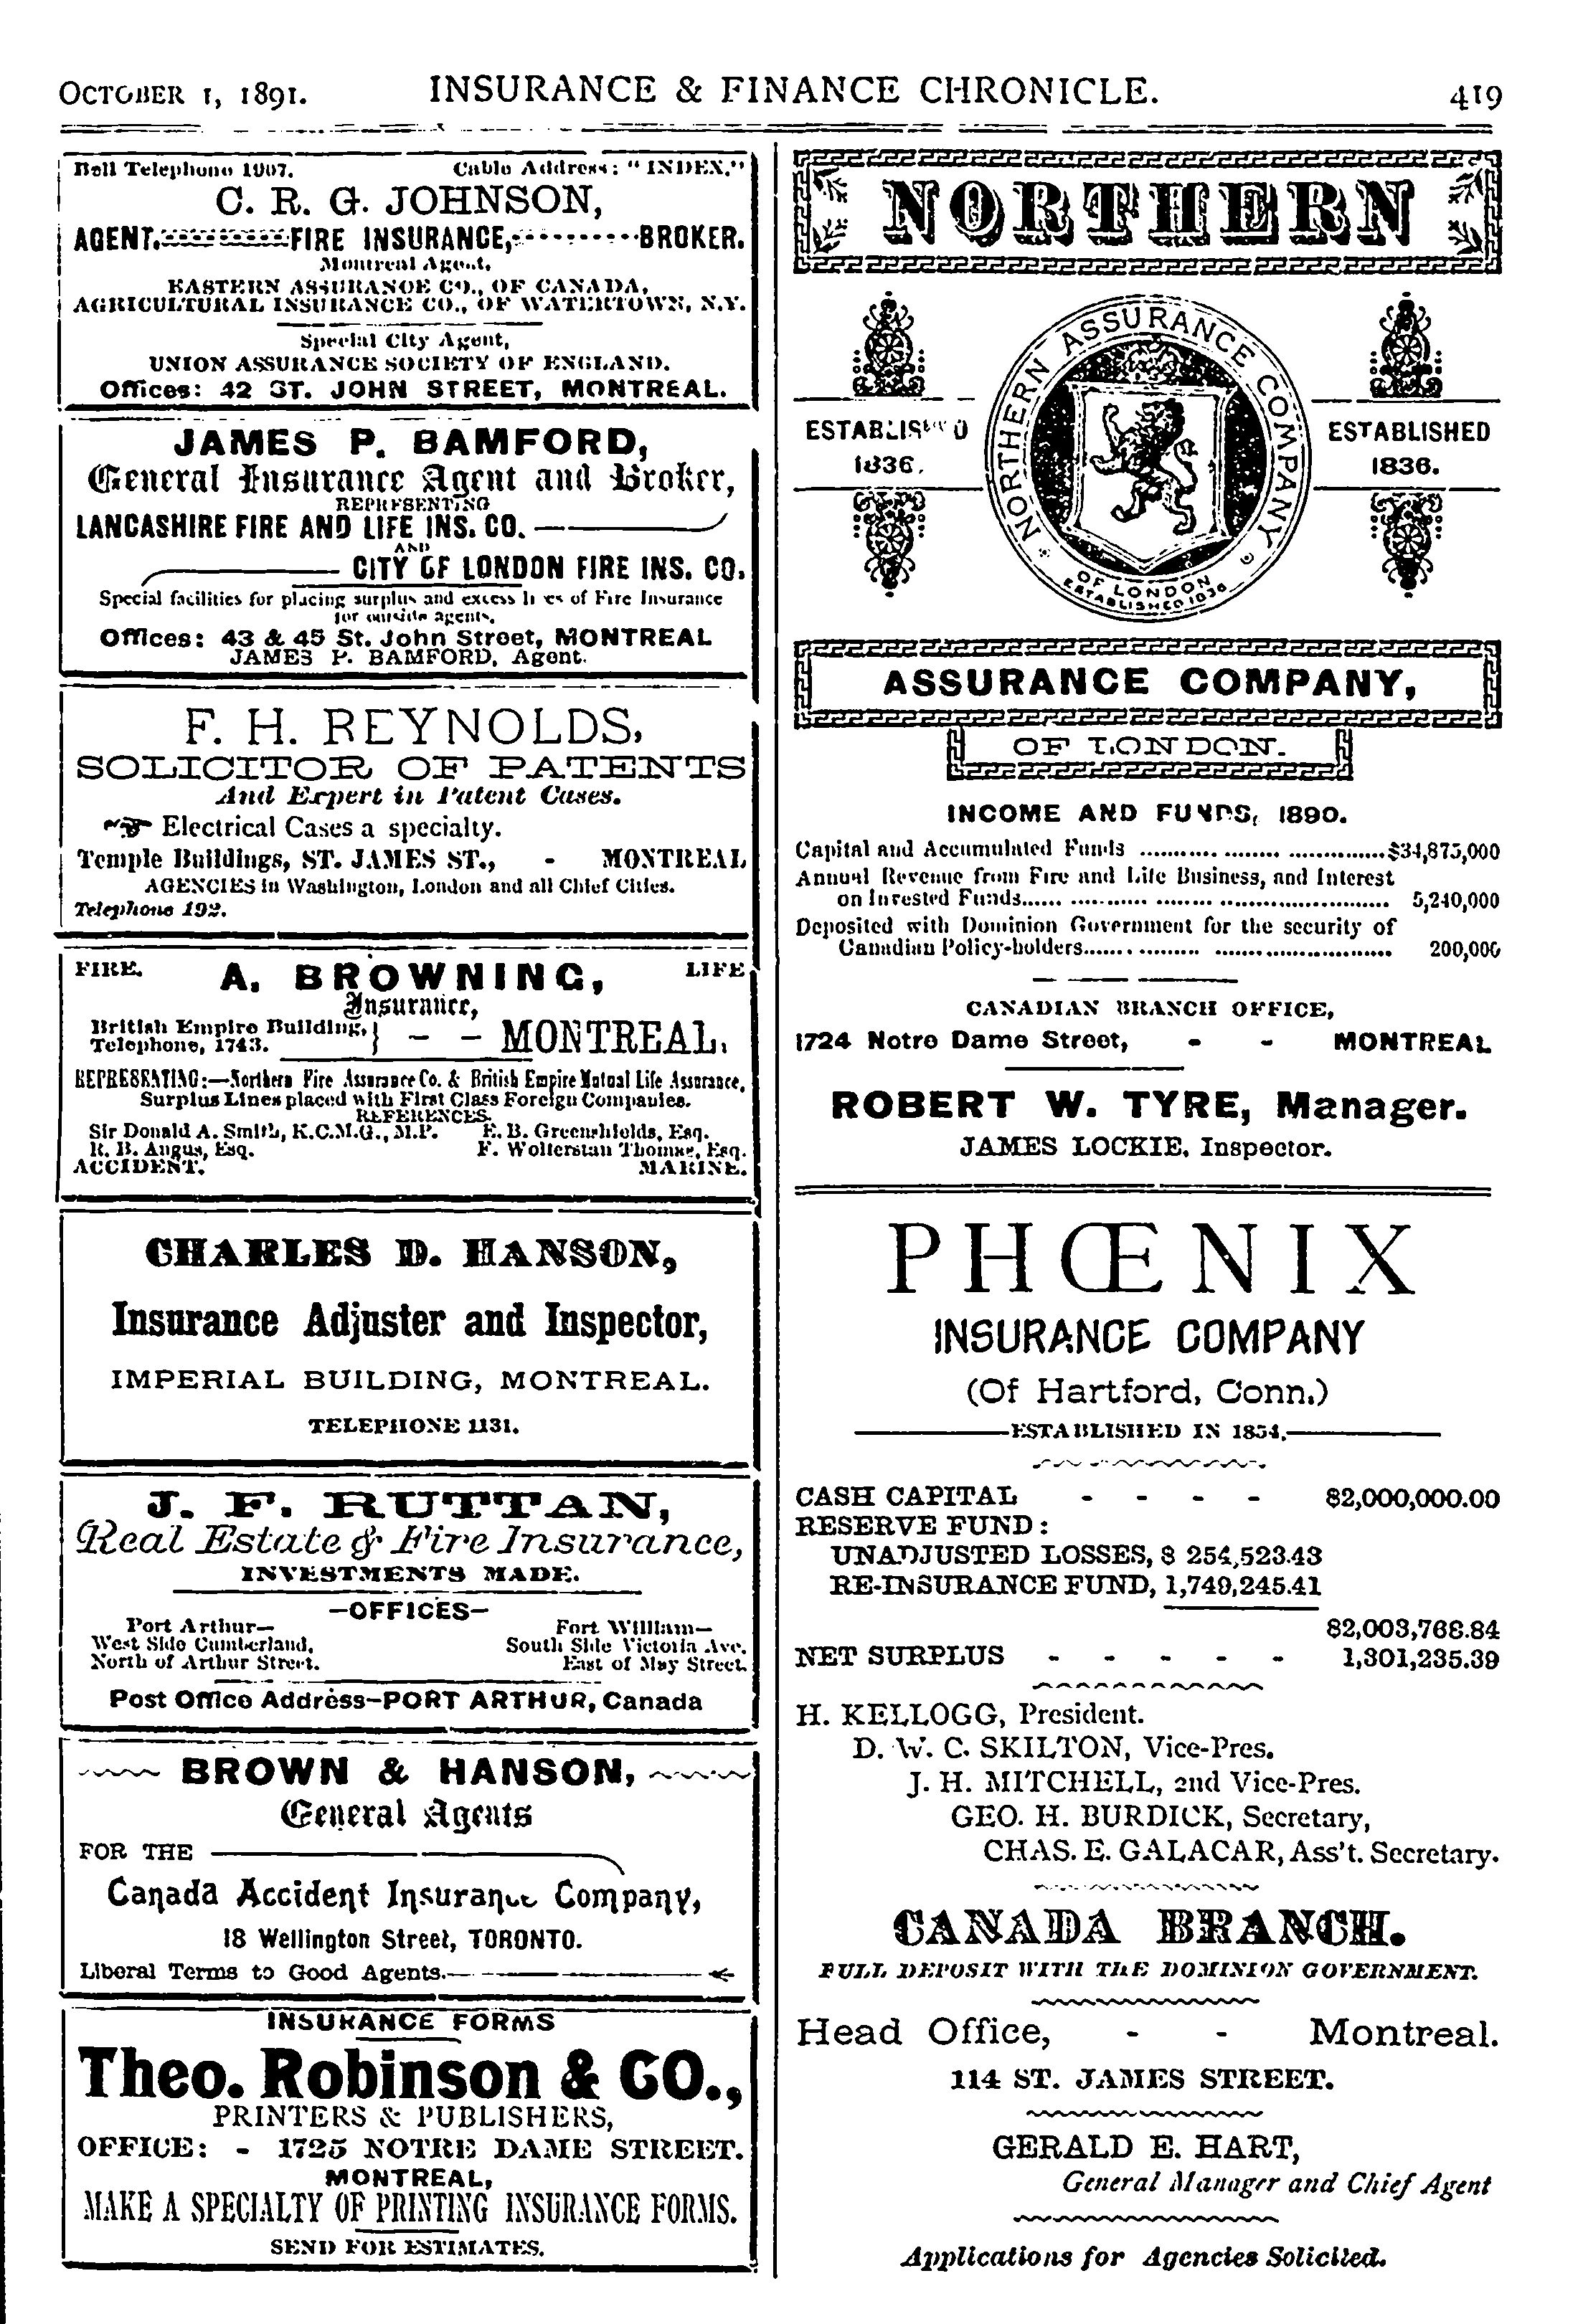 OCTOBER 1, 1891. INSURANCE & FINANCE CHRONICLE. 419
Bell Telephone 1907. Cable Address: "INDEX."
C. R. G. JOHNSON,
AGENT. FIRE INSURANCE, BROKER.
Montreal Agent,
EASTERN ASSURANCE CO., OF CANADA,
AGRICULTURAL INSURANCE CO., OF WATERTOWN, N.Y.
Special City Agent,
UNION ASSURANCE SOCIETY OF ENGLAND.
Offices: 42 ST. JOHN STREET, MONTREAL.
JAMES P. BAMFORD,
General Insurance Agent and Broker,
REPRESENTING
LANCASHIRE FIRE AND LIFE INS. CO.
AND
CITY OF LONDON FIRE INS. CO.
Special facilities for placing surplus and excess lines of Fire Insurance
for outside agents.
Offices: 43 & 45 St. John Street, MONTREAL
JAMES P. BAMFORD, Agent.
F. H. REYNOLDS,
SOLICITOR OF PATENTS
And Expert in Patent Cases.
Electrical Cases a specialty.
Temple Buildings, ST. JAMES ST., - MONTREAL
AGENCIES in Washington, London and all Chief Cities.
Telephone 192.
FIRE. A. BROWNING, LIFE
Insurance,
British Empire Building,
Telephone, 1743. } - - MONTREAL.
REPRESENTING:—Northern Fire Assurance Co. & British Empire Mutual Life Assurance.
Surplus Lines placed with First Class Foreign Companies.
REFERENCES.
Sir Donald A. Smith, K.C.M.G., M.P. E. B. Greenshields, Esq.
R. B. Angus, Esq. F. Wolferstan Thomas, Esq.
ACCIDENT. MARINE.
CHARLES D. HANSON,
Insurance Adjuster and Inspector,
IMPERIAL BUILDING, MONTREAL.
TELEPHONE 1131.
J. F. RUTTAN,
Real Estate & Fire Insurance,
INVESTMENTS MADE.
—OFFICES—
Port Arthur— Fort William—
West Side Cumberland, South Side Victoria Ave.
North of Arthur Street. East of May Street.
Post Office Address—PORT ARTHUR, Canada
BROWN & HANSON,
General Agents
FOR THE
Canada Accident Insurance Company,
18 Wellington Street, TORONTO.
Liberal Terms to Good Agents.
INSURANCE FORMS
Theo. Robinson & CO.,
PRINTERS & PUBLISHERS,
OFFICE: - 1725 NOTRE DAME STREET.
MONTREAL,
MAKE A SPECIALTY OF PRINTING INSURANCE FORMS.
SEND FOR ESTIMATES.
NORTHERN
NORTHERN ASSURANCE COMPANY
OF LONDON
ESTABLISHED 1836
ESTABLISHED ESTABLISHED
1836. 1836.
ASSURANCE COMPANY,
OF LONDON.
INCOME AND FUNDS, 1890.
Capital and Accumulated Funds ..............................$34,875,000
Annual Revenue from Fire and Life Business, and Interest
on Invested Funds.............................. 5,240,000
Deposited with Dominion Government for the security of
Canadian Policy-holders.............................. 200,000
CANADIAN BRANCH OFFICE,
1724 Notre Dame Street, - - MONTREAL
ROBERT W. TYRE, Manager.
JAMES LOCKIE, Inspector.
PHŒNIX
INSURANCE COMPANY
(Of Hartford, Conn.)
ESTABLISHED IN 1854.
CASH CAPITAL - - - - $2,000,000.00
RESERVE FUND:
UNADJUSTED LOSSES, $ 254,523.43
RE-INSURANCE FUND, 1,749,245.41
$2,003,768.84
NET SURPLUS - - - - - 1,301,235.39
H. KELLOGG, President.
D. W. C. SKILTON, Vice-Pres.
J. H. MITCHELL, 2nd Vice-Pres.
GEO. H. BURDICK, Secretary,
CHAS. E. GALACAR, Ass't. Secretary.
CANADA BRANCH.
FULL DEPOSIT WITH THE DOMINION GOVERNMENT.
Head Office, - - Montreal.
114 ST. JAMES STREET.
GERALD E. HART,
General Manager and Chief Agent
Applications for Agencies Solicited.